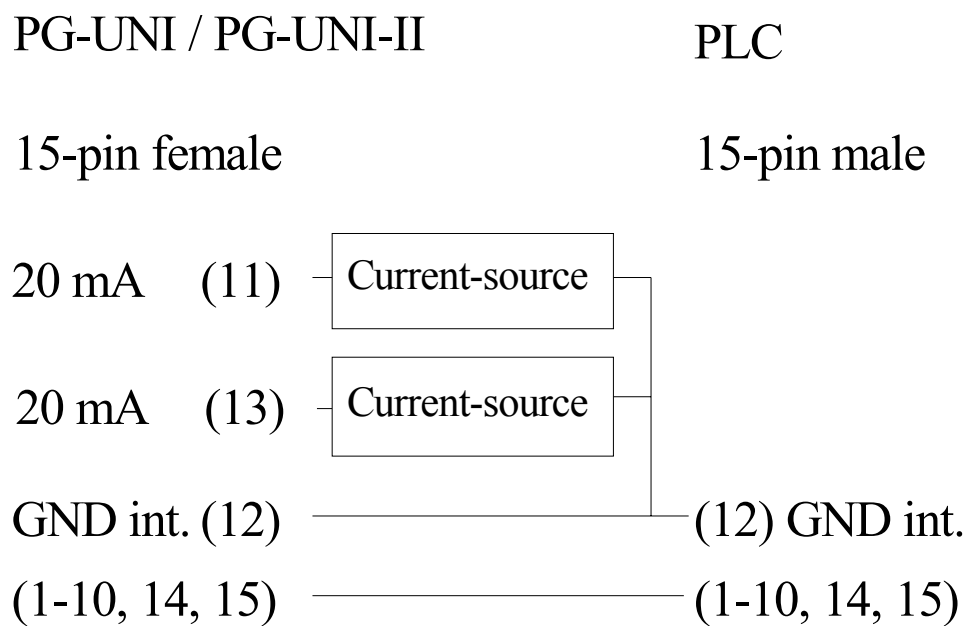 PG-UNI / PG-UNI-II PLC
15-pin female 15-pin male
20 mA (11) Current-source
20 mA (13) Current-source
GND int. (12) (12) GND int.
(1-10, 14, 15) (1-10, 14, 15)